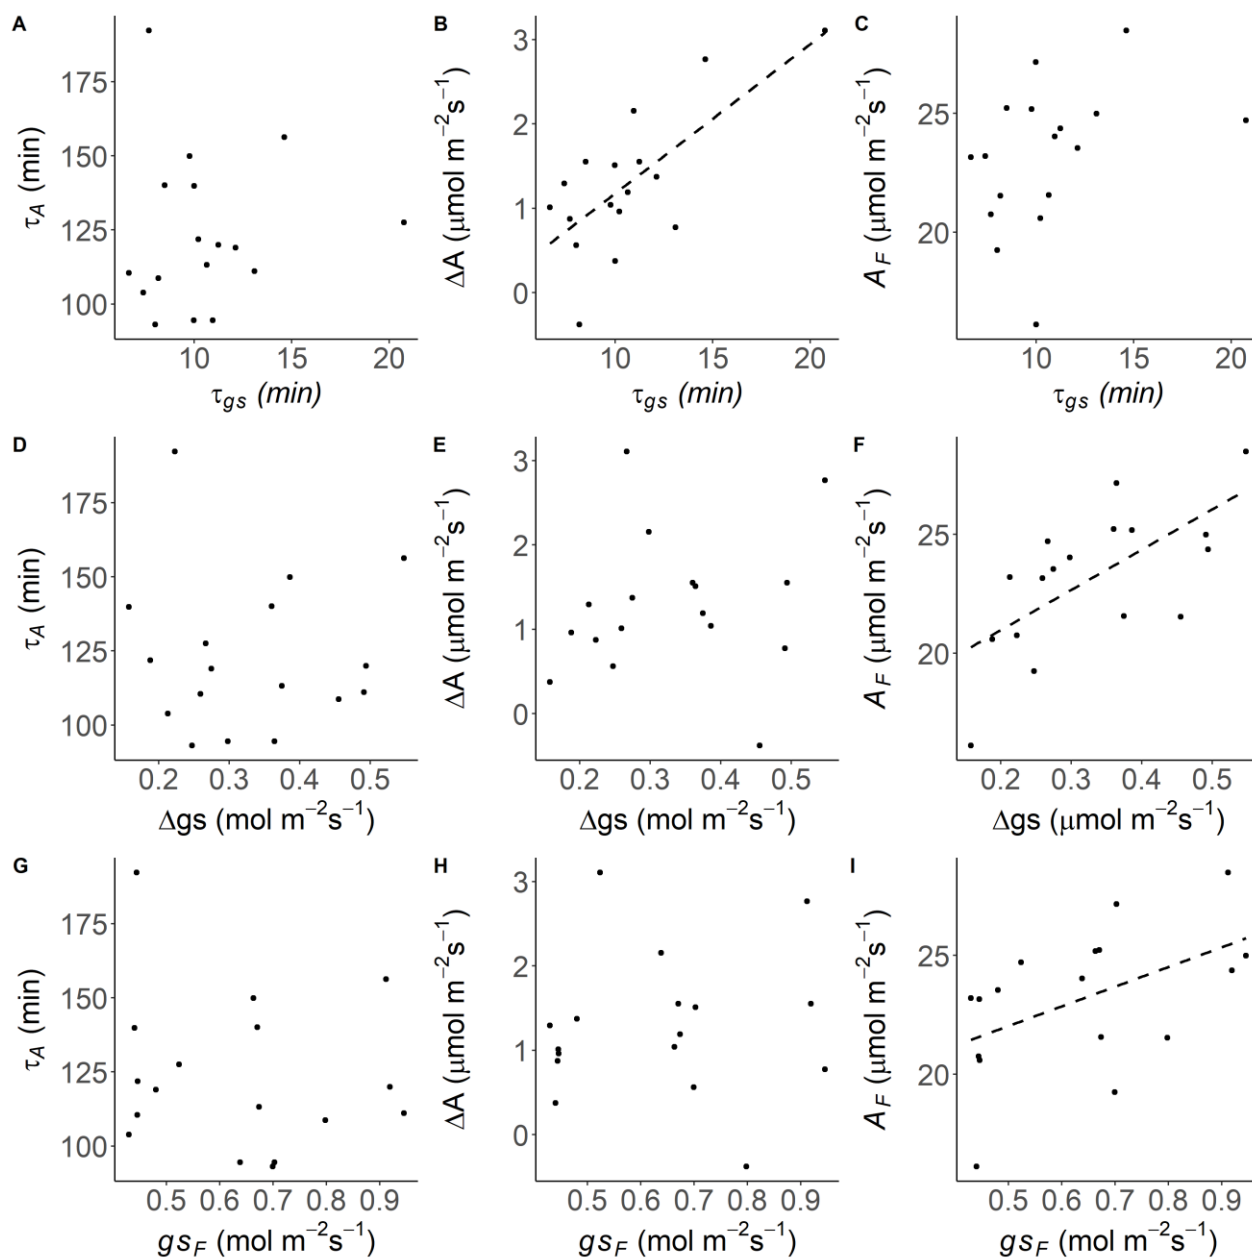 A
τA (min)
175
150
125
100
10 15 20
τgs (min)
B
ΔA (μmol m−2s−1)
3
2
1
0
10 15 20
τgs (min)
C
AF (μmol m−2s−1)
25
20
10 15 20
τgs (min)
D
τA (min)
175
150
125
100
0.2 0.3 0.4 0.5
Δgs (mol m−2s−1)
E
ΔA (μmol m−2s−1)
3
2
1
0
0.2 0.3 0.4 0.5
Δgs (mol m−2s−1)
F
AF (μmol m−2s−1)
25
20
0.2 0.3 0.4 0.5
Δgs (μmol m−2s−1)
G
τA (min)
175
150
125
100
0.5 0.6 0.7 0.8 0.9
gsF (mol m−2s−1)
H
ΔA (μmol m−2s−1)
3
2
1
0
0.5 0.6 0.7 0.8 0.9
gsF (mol m−2s−1)
I
AF (μmol m−2s−1)
25
20
0.5 0.6 0.7 0.8 0.9
gsF (mol m−2s−1)